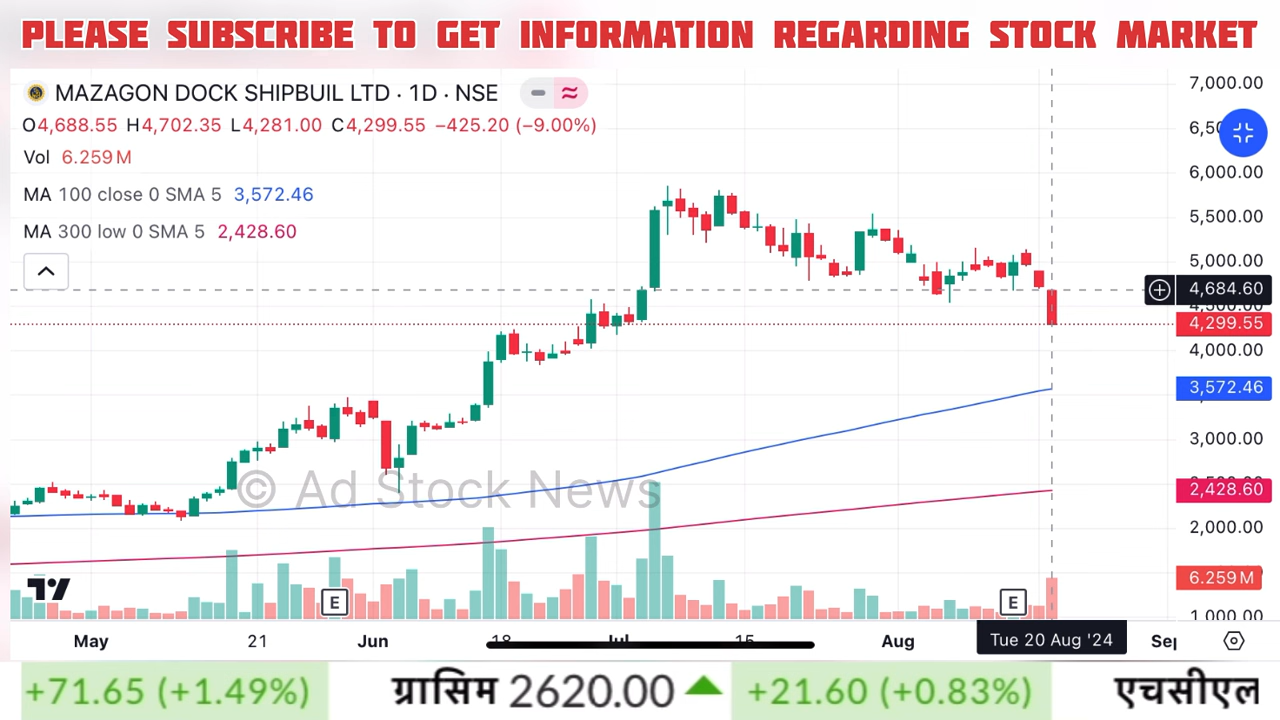 PLEASE SUBSCRIBE TO GET INFORMATION REGARDING STOCK MARKET
MAZAGON DOCK SHIPBUIL LTD · 1D · NSE
O4,688.55 H4,702.35 L4,281.00 C4,299.55 −425.20 (−9.00%)
Vol 6.259M
MA 100 close 0 SMA 5 3,572.46
MA 300 low 0 SMA 5 2,428.60
7,000.00
6,000.00
5,500.00
5,000.00
4,684.60
4,299.55
4,000.00
3,572.46
3,000.00
2,428.60
2,000.00
6.259M
1,000.00
© Ad Stock News
E E
May 21 Jun 18 Jul 15 Aug Tue 20 Aug '24 Sep
+71.65 (+1.49%) ग्रासिम 2620.00 +21.60 (+0.83%) एचसीएल